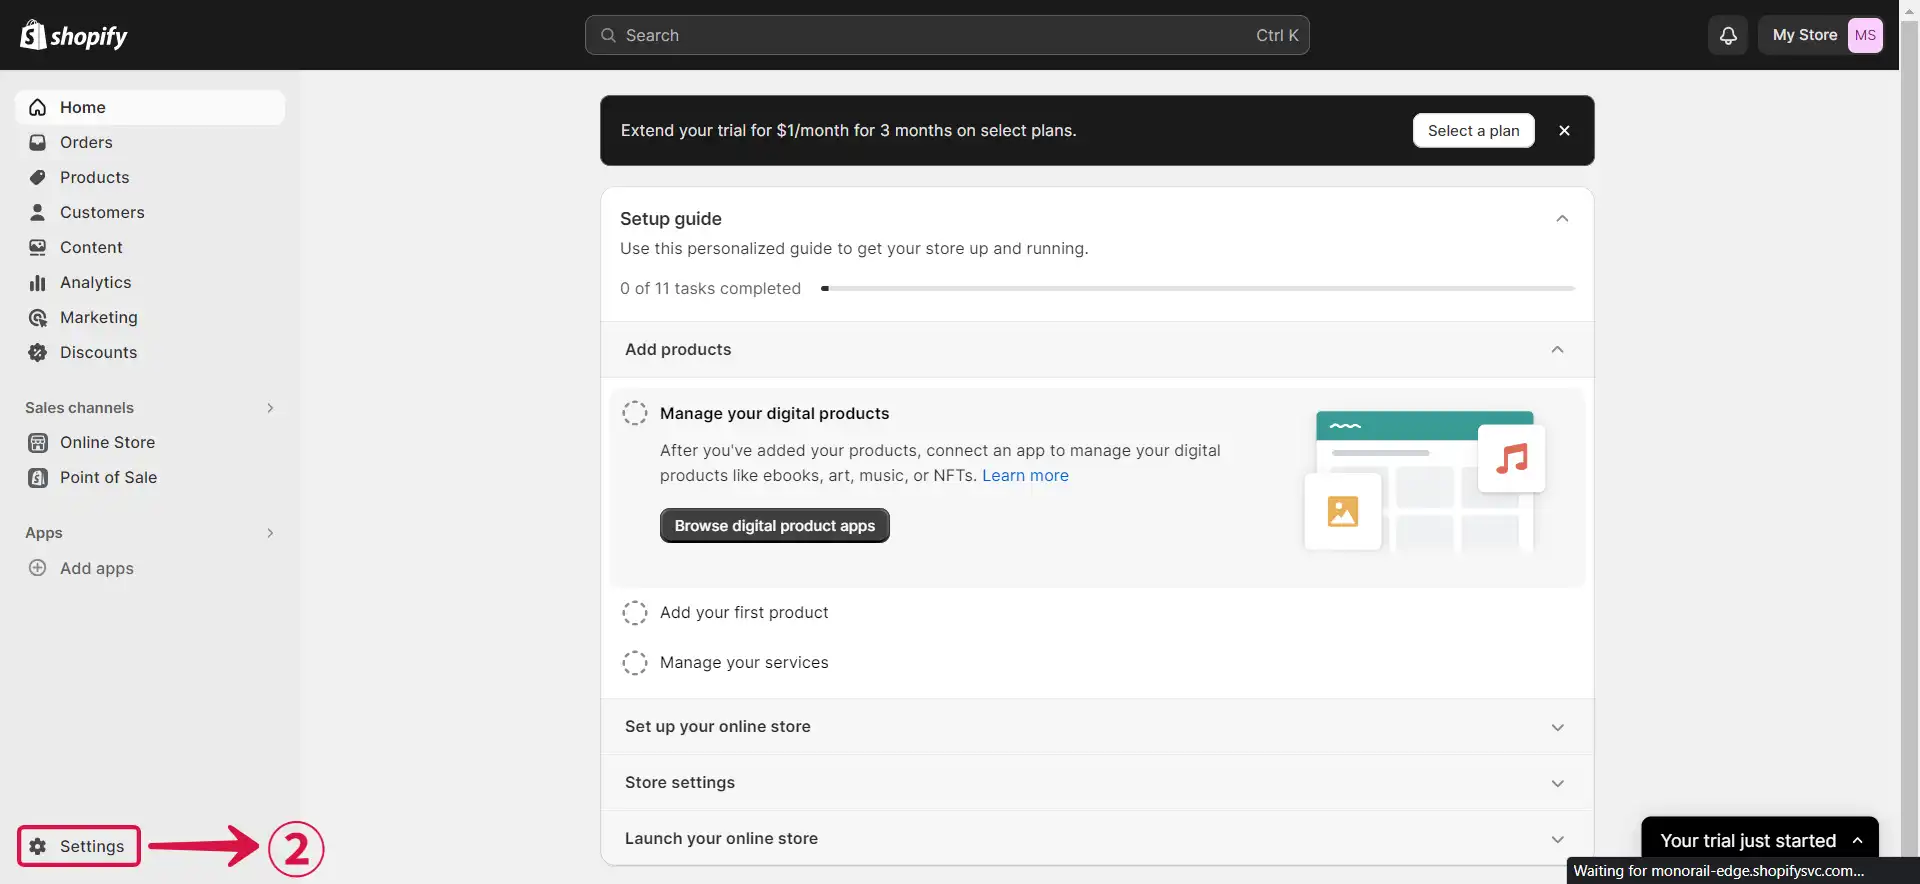 shopify
Search
Ctrl K
My Store
MS
Home
Orders
Products
Customers
Content
Analytics
Marketing
Discounts
Sales channels
Online Store
Point of Sale
Apps
Add apps
Settings
2
Extend your trial for $1/month for 3 months on select plans.
Select a plan
Setup guide
Use this personalized guide to get your store up and running.
0 of 11 tasks completed
Add products
Manage your digital products
After you've added your products, connect an app to manage your digital
products like ebooks, art, music, or NFTs. Learn more
Browse digital product apps
Add your first product
Manage your services
Set up your online store
Store settings
Launch your online store
Your trial just started
Waiting for monorail-edge.shopifysvc.com...